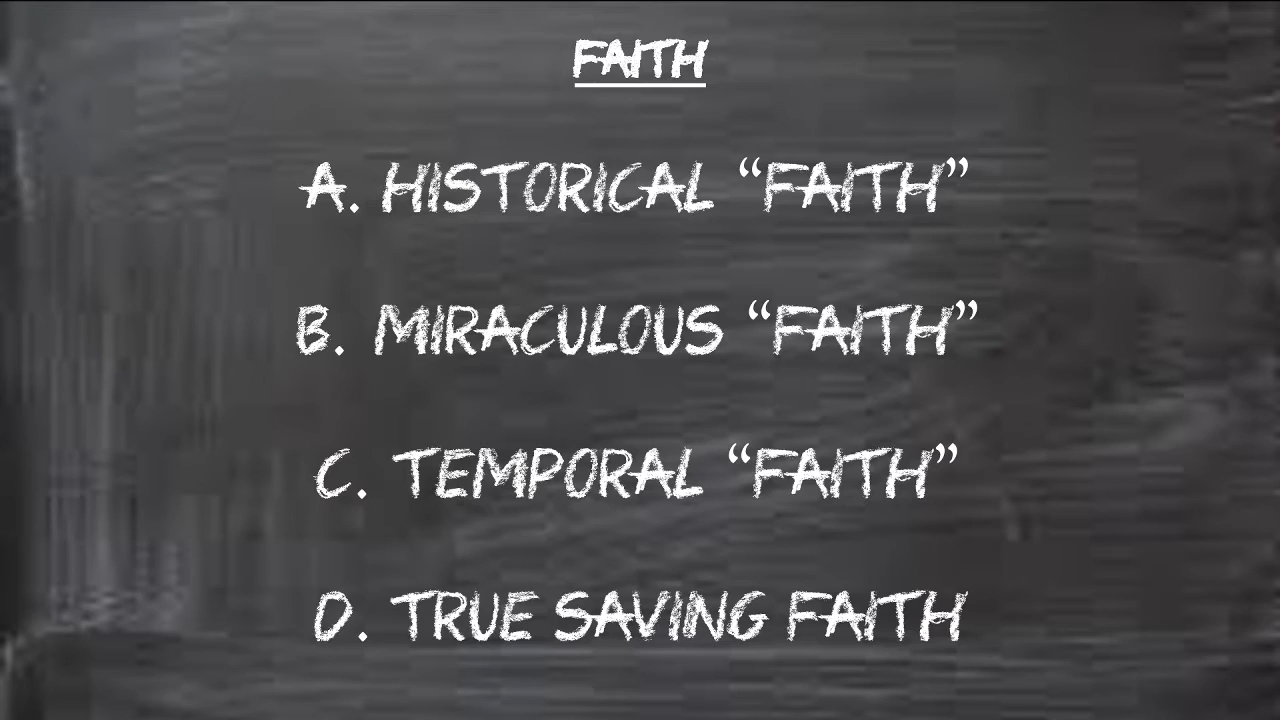 FAITH
A. HISTORICAL “FAITH”
B. MIRACULOUS “FAITH”
C. TEMPORAL “FAITH”
D. TRUE SAVING FAITH